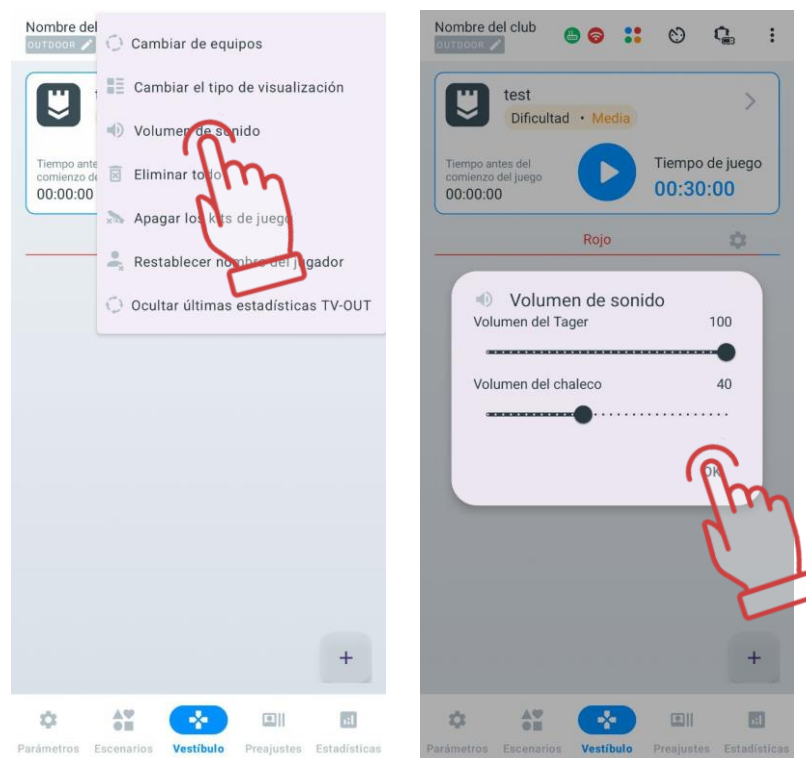 Nombre del
OUTDOOR
Cambiar de equipos
Cambiar el tipo de visualización
Volumen de sonido
Eliminar todo
Apagar los kits de juego
Restablecer nombre del jugador
Ocultar últimas estadísticas TV-OUT
Tiempo ante
comienzo de
00:00:00
+
Parámetros Escenarios Vestíbulo Preajustes Estadísticas
Nombre del club
OUTDOOR
test
Dificultad • Media
Tiempo antes del
comienzo del juego
00:00:00
Tiempo de juego
00:30:00
Rojo
Volumen de sonido
Volumen del Tager 100
Volumen del chaleco 40
OK
+
Parámetros Escenarios Vestíbulo Preajustes Estadísticas